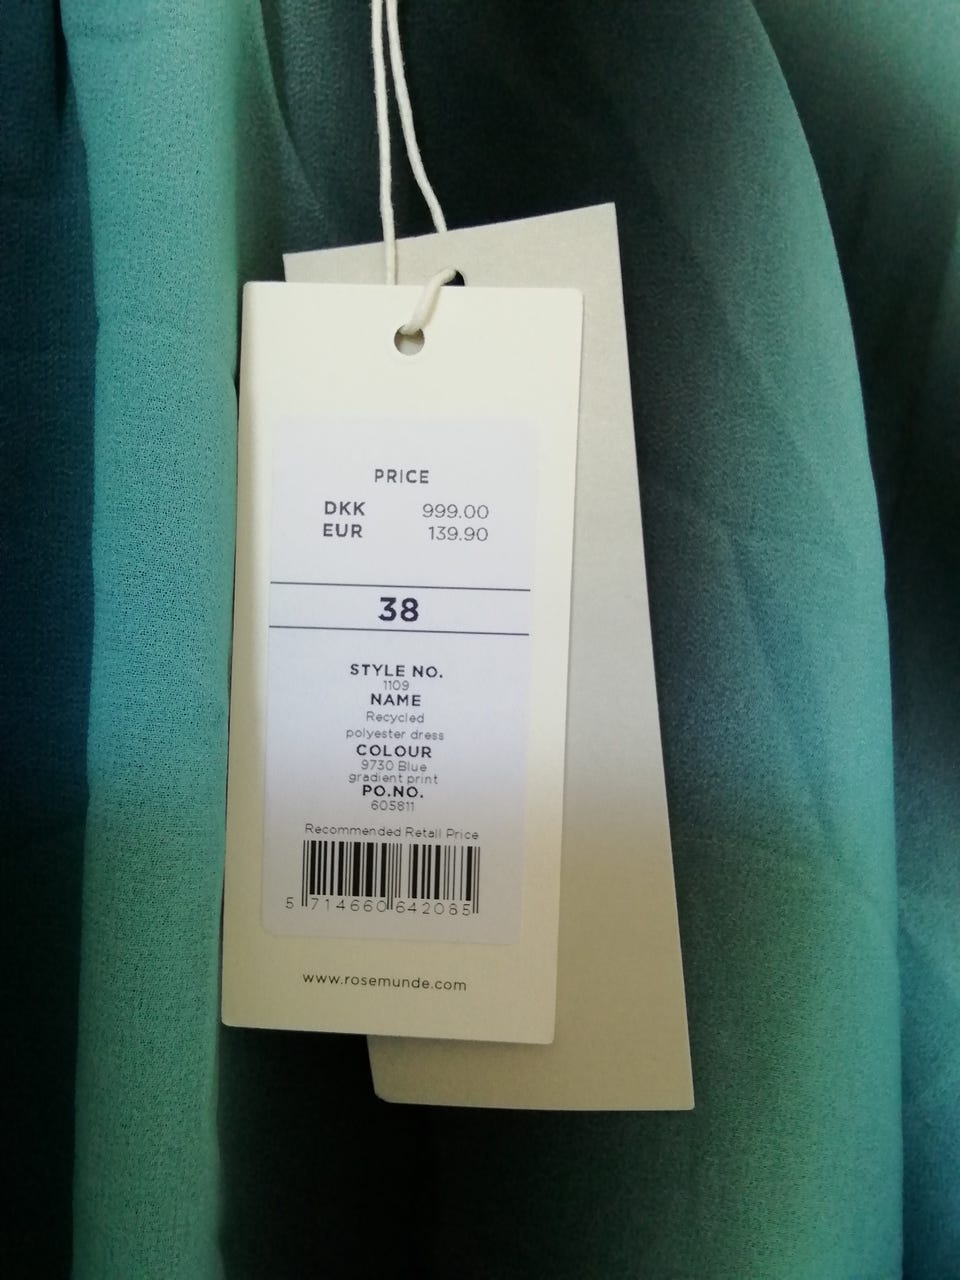 PRICE
DKK 999.00
EUR 139.90
38
STYLE NO.
1109
NAME
Recycled
polyester dress
COLOUR
9730 Blue
gradient print
PO.NO.
605811
Recommended Retail Price
5 714660 642085
www.rosemunde.com